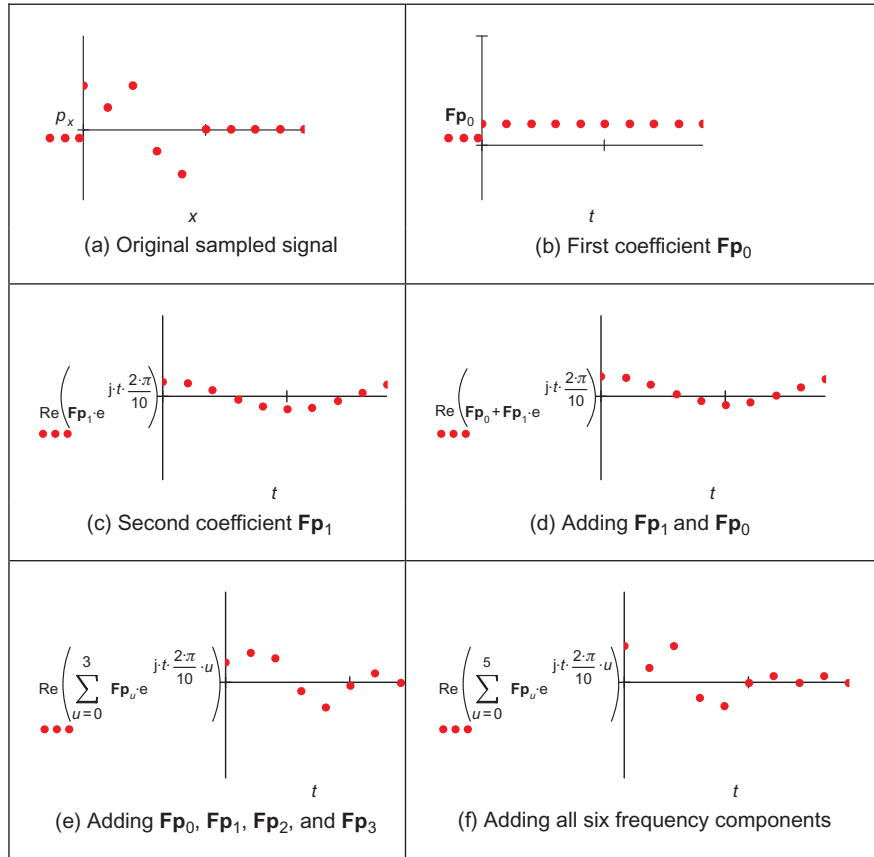 p_x
x
(a) Original sampled signal
Fp_0
t
(b) First coefficient Fp_0
Re(Fp_1·e^(j·t·2·π/10))
t
(c) Second coefficient Fp_1
Re(Fp_0+Fp_1·e^(j·t·2·π/10))
t
(d) Adding Fp_1 and Fp_0
Re(∑_(u=0)^3 Fp_u·e^(j·t·2·π/10·u))
t
(e) Adding Fp_0, Fp_1, Fp_2, and Fp_3
Re(∑_(u=0)^5 Fp_u·e^(j·t·2·π/10·u))
t
(f) Adding all six frequency components